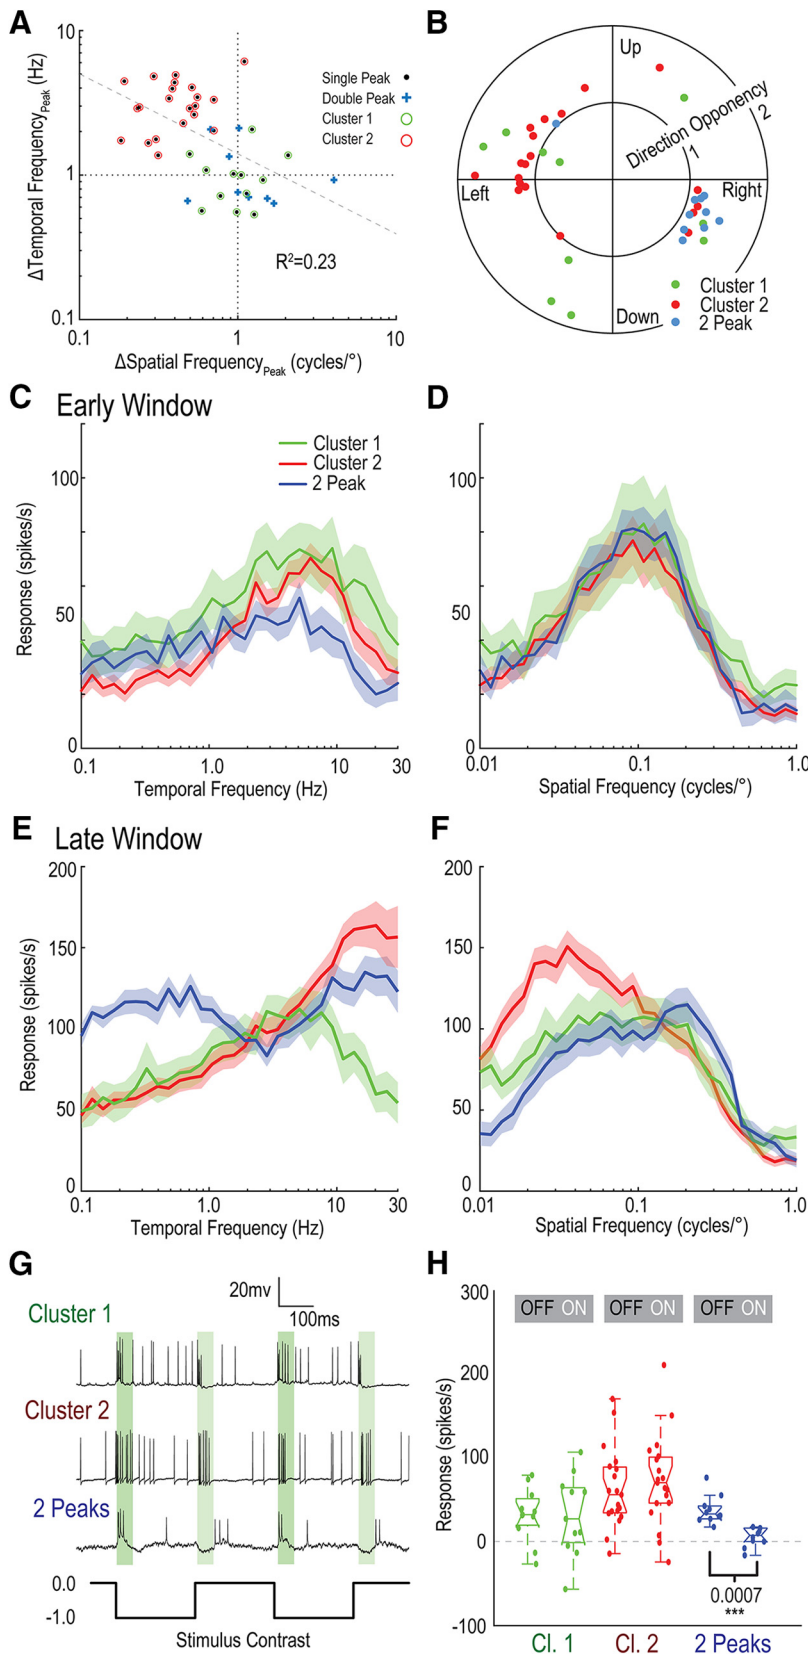 A
10
1
0.1
0.1
1
10
ΔTemporal Frequency Peak (Hz)
ΔSpatial Frequency Peak (cycles/°)
Single Peak
Double Peak
Cluster 1
Cluster 2
R²=0.23
B
Up
Direction Opponency
1
2
Left
Right
Down
Cluster 1
Cluster 2
2 Peak
C
Early Window
100
50
0
Response (spikes/s)
Cluster 1
Cluster 2
2 Peak
0.1
1.0
10
30
Temporal Frequency (Hz)
D
100
50
0
0.01
0.1
1.0
Spatial Frequency (cycles/°)
E
Late Window
200
150
100
50
0
Response (spikes/s)
0.1
1.0
10
30
Temporal Frequency (Hz)
F
200
150
100
50
0
0.01
0.1
1.0
Spatial Frequency (cycles/°)
G
20mv
100ms
Cluster 1
Cluster 2
2 Peaks
0.0
-1.0
Stimulus Contrast
H
300
200
100
0
-100
Response (spikes/s)
OFF ON
OFF ON
OFF ON
0.0007
***
Cl. 1
Cl. 2
2 Peaks